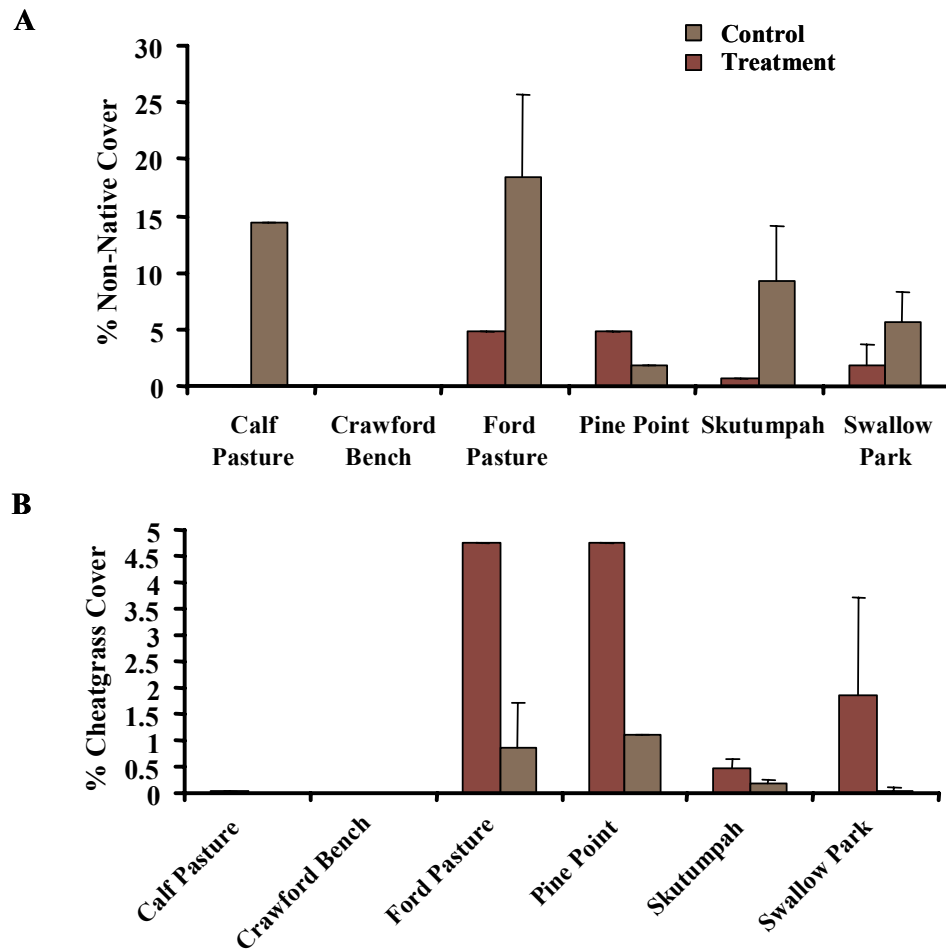 A
Control
Treatment
30
25
20
15
10
5
0
% Non-Native Cover
Calf
Pasture
Crawford
Bench
Ford
Pasture
Pine Point
Skutumpah
Swallow
Park
B
5
4.5
4
3.5
3
2.5
2
1.5
1
0.5
0
% Cheatgrass Cover
Calf Pasture
Crawford Bench
Ford Pasture
Pine Point
Skutumpah
Swallow Park